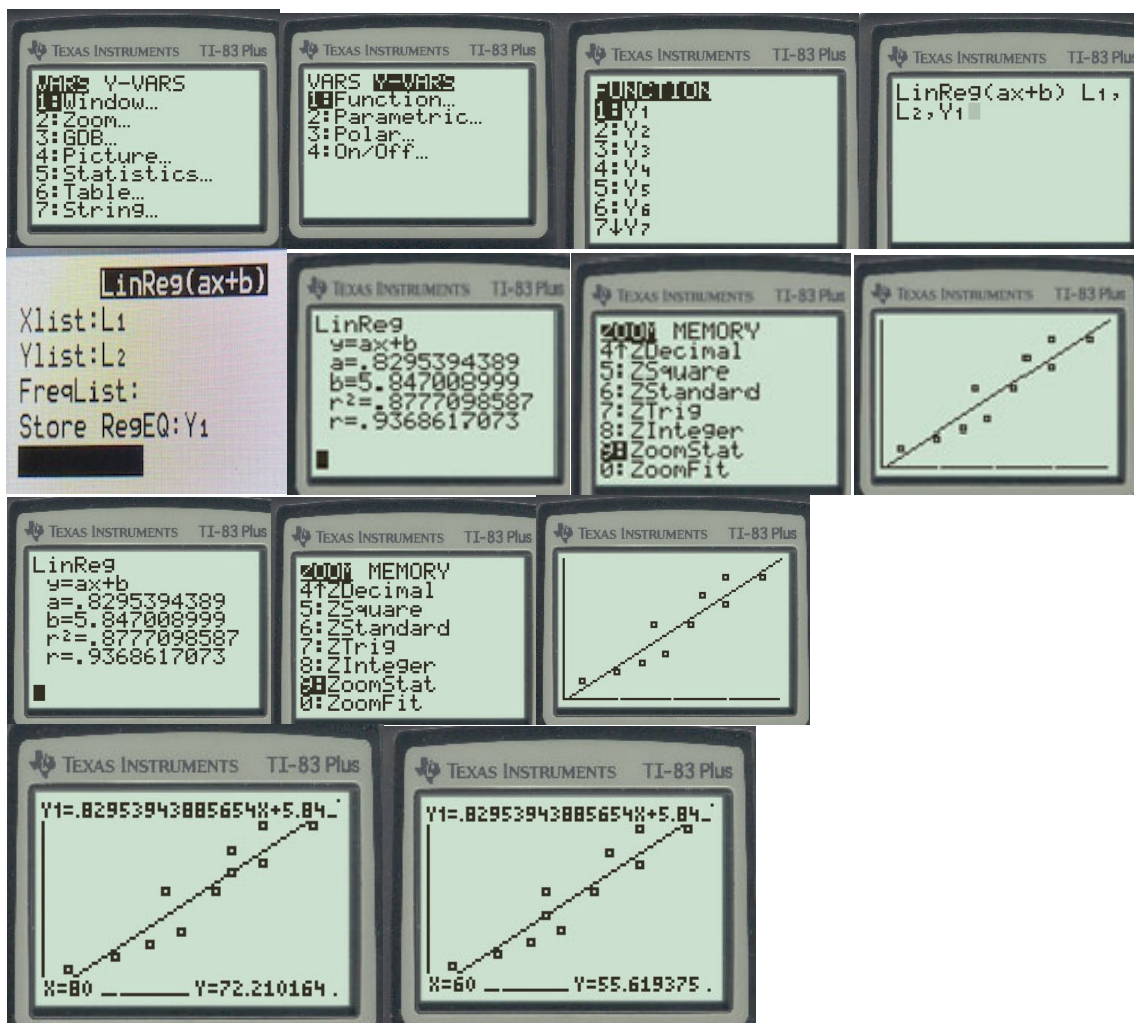 TEXAS INSTRUMENTS TI-83 Plus
VARS Y-VARS
1:Window…
2:Zoom…
3:GDB…
4:Picture…
5:Statistics…
6:Table…
7:String…
TEXAS INSTRUMENTS TI-83 Plus
VARS Y-VARS
1:Function…
2:Parametric…
3:Polar…
4:On/Off…
TEXAS INSTRUMENTS TI-83 Plus
FUNCTION
1:Y₁
2:Y₂
3:Y₃
4:Y₄
5:Y₅
6:Y₆
7↓Y₇
TEXAS INSTRUMENTS TI-83 Plus
LinReg(ax+b) L₁,
L₂,Y₁
LinReg(ax+b)
Xlist:L₁
Ylist:L₂
FreqList:
Store RegEQ:Y₁
TEXAS INSTRUMENTS TI-83 Plus
LinReg
y=ax+b
a=.8295394389
b=5.847008999
r²=.8777098587
r=.9368617073
TEXAS INSTRUMENTS TI-83 Plus
ZOOM MEMORY
4↑ZDecimal
5:ZSquare
6:ZStandard
7:ZTrig
8:ZInteger
9:ZoomStat
0:ZoomFit
TEXAS INSTRUMENTS TI-83 Plus
TEXAS INSTRUMENTS TI-83 Plus
LinReg
y=ax+b
a=.8295394389
b=5.847008999
r²=.8777098587
r=.9368617073
TEXAS INSTRUMENTS TI-83 Plus
ZOOM MEMORY
4↑ZDecimal
5:ZSquare
6:ZStandard
7:ZTrig
8:ZInteger
9:ZoomStat
0:ZoomFit
TEXAS INSTRUMENTS TI-83 Plus
TEXAS INSTRUMENTS TI-83 Plus
Y1=.82953943885654X+5.84_
X=80 Y=72.210164
TEXAS INSTRUMENTS TI-83 Plus
Y1=.82953943885654X+5.84_
X=60 Y=55.619375